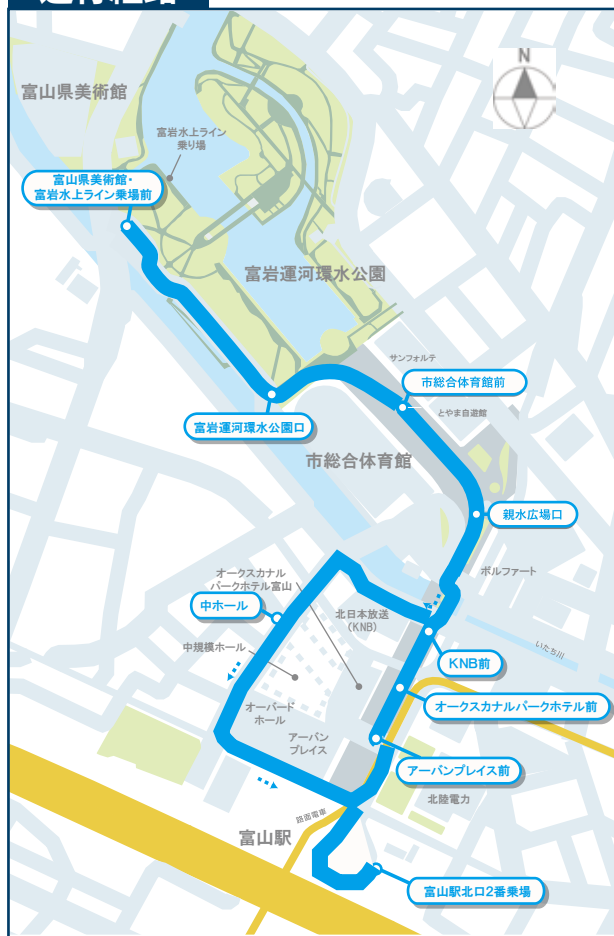 運行経路
N
富山県美術館
富岩水上ライン
乗り場
富山県美術館・
富岩水上ライン乗場前
富岩運河環水公園
サンフォルテ
市総合体育館前
とやま自遊館
富岩運河環水公園口
市総合体育館
親水広場口
ボルファート
オークスカナル
パークホテル富山
中ホール
北日本放送
(KNB)
いたち川
中規模ホール
KNB前
オーバード
ホール
オークスカナルパークホテル前
アーバン
プレイス
アーバンプレイス前
北陸電力
路面電車
富山駅
富山駅北口2番乗場